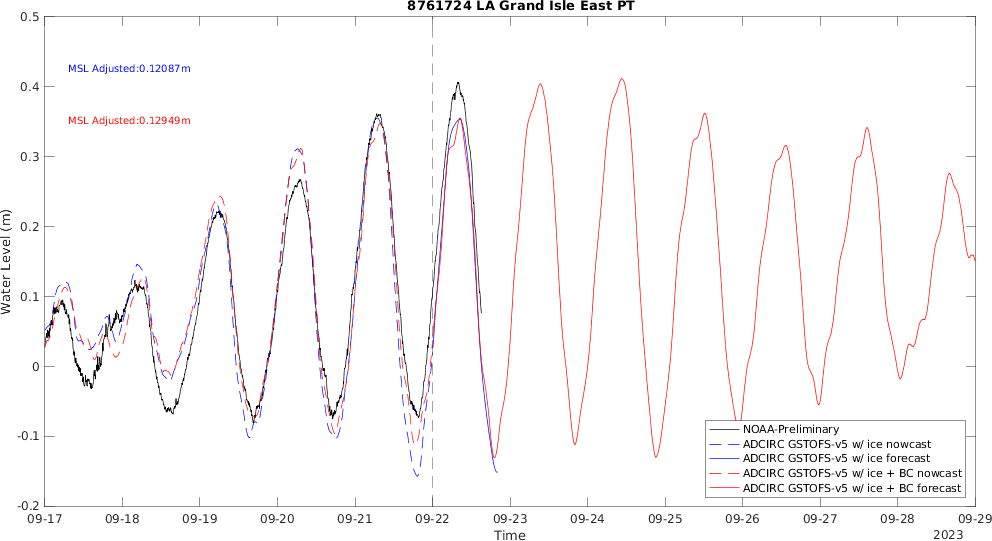 8761724 LA Grand Isle East PT
0.5
0.4
0.3
0.2
0.1
0
-0.1
-0.2
Water Level (m)
MSL Adjusted:0.12087m
MSL Adjusted:0.12949m
NOAA-Preliminary
ADCIRC GSTOFS-v5 w/ ice nowcast
ADCIRC GSTOFS-v5 w/ ice forecast
ADCIRC GSTOFS-v5 w/ ice + BC nowcast
ADCIRC GSTOFS-v5 w/ ice + BC forecast
09-17 09-18 09-19 09-20 09-21 09-22 09-23 09-24 09-25 09-26 09-27 09-28 09-29
Time
2023